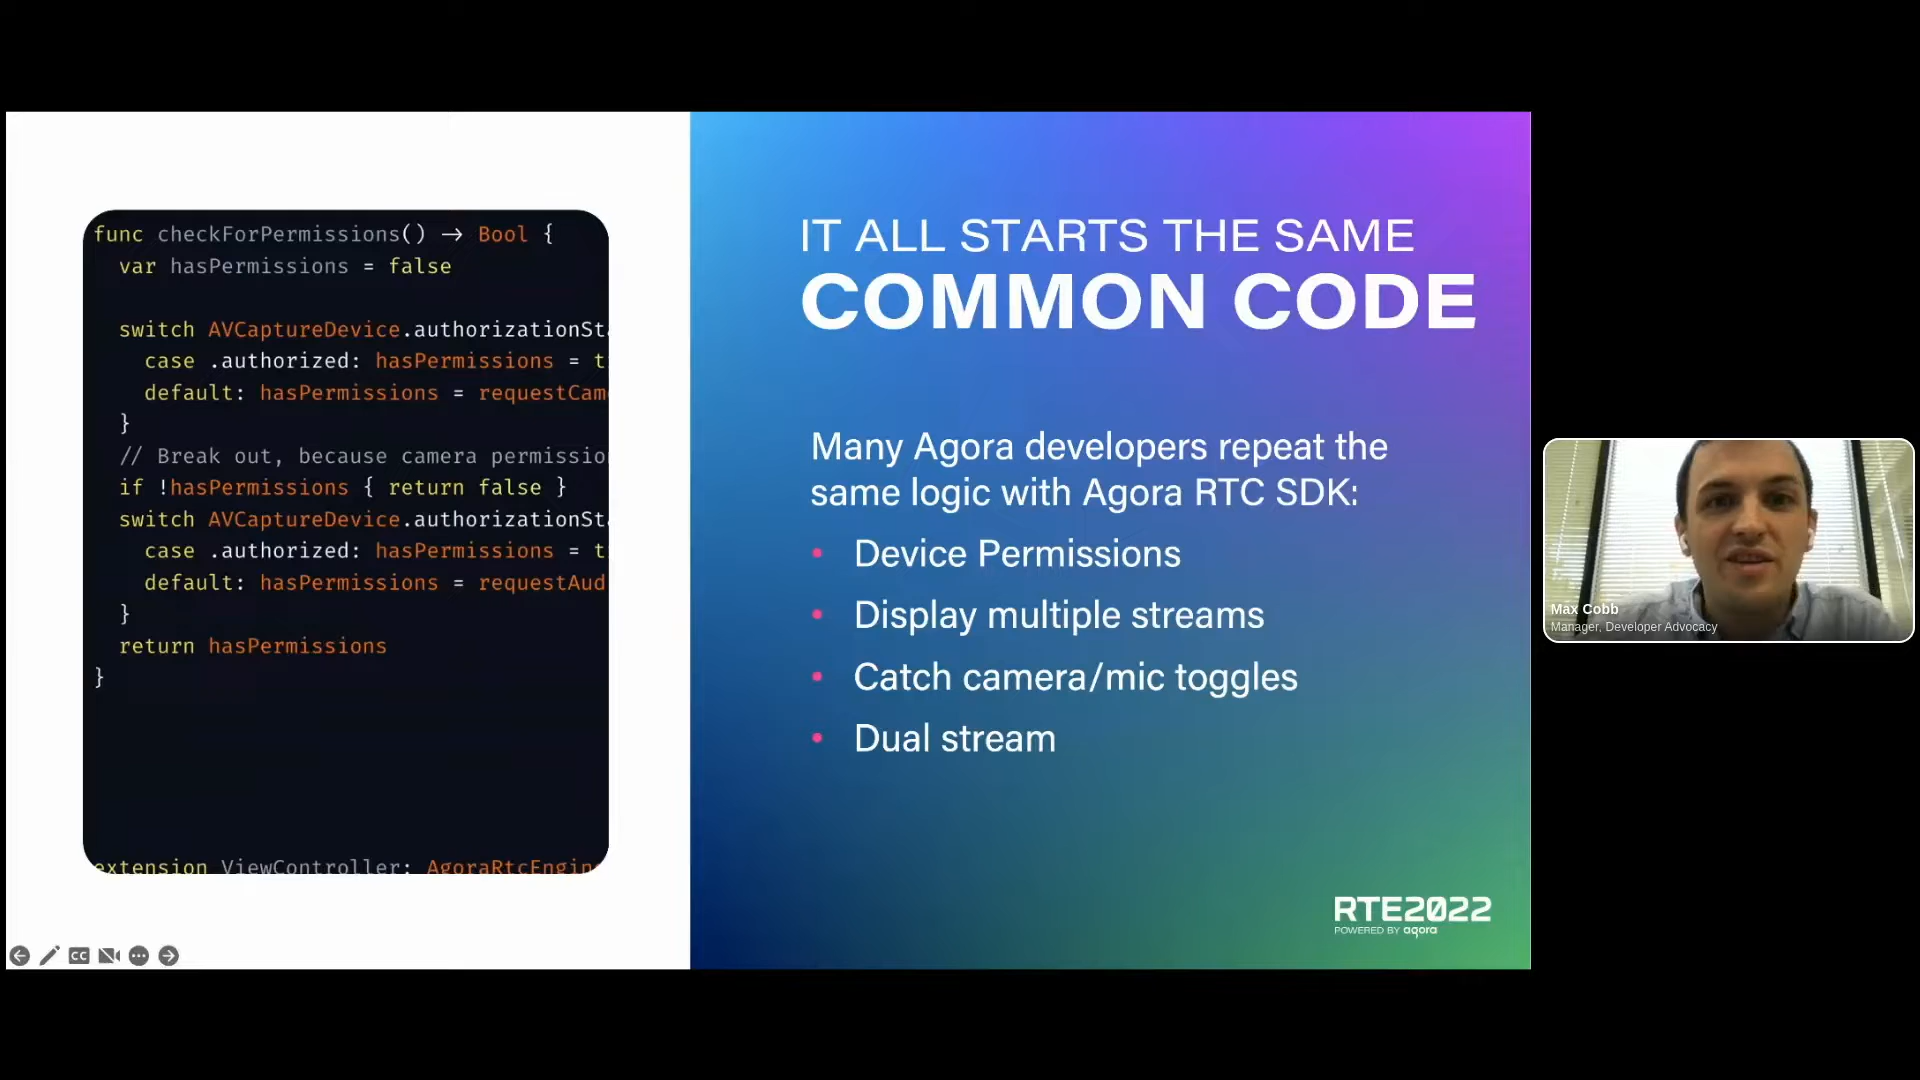 func checkForPermissions() → Bool {
var hasPermissions = false
switch AVCaptureDevice.authorizationSta
case .authorized: hasPermissions = t
default: hasPermissions = requestCam
}
// Break out, because camera permissio
if !hasPermissions { return false }
switch AVCaptureDevice.authorizationSta
case .authorized: hasPermissions = t
default: hasPermissions = requestAud
}
return hasPermissions
}
extension ViewController: AgoraRtcEngin
IT ALL STARTS THE SAME
COMMON CODE
Many Agora developers repeat the
same logic with Agora RTC SDK:
• Device Permissions
• Display multiple streams
• Catch camera/mic toggles
• Dual stream
RTE2022
POWERED BY agora
CC
Max Cobb
Manager, Developer Advocacy